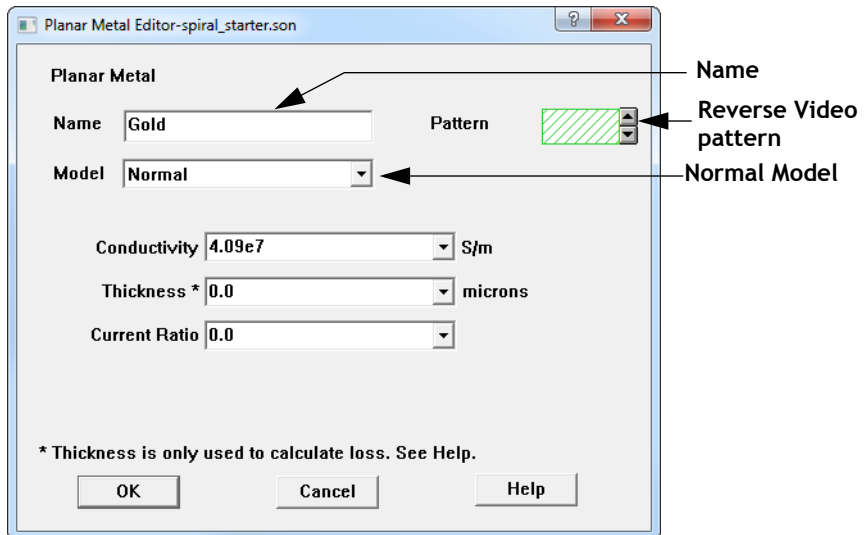 Planar Metal Editor-spiral_starter.son
?
X
Planar Metal
Name
Name
Gold
Pattern
Reverse Video
pattern
Model
Normal
Normal Model
Conductivity
4.09e7
S/m
Thickness *
0.0
microns
Current Ratio
0.0
* Thickness is only used to calculate loss. See Help.
OK
Cancel
Help